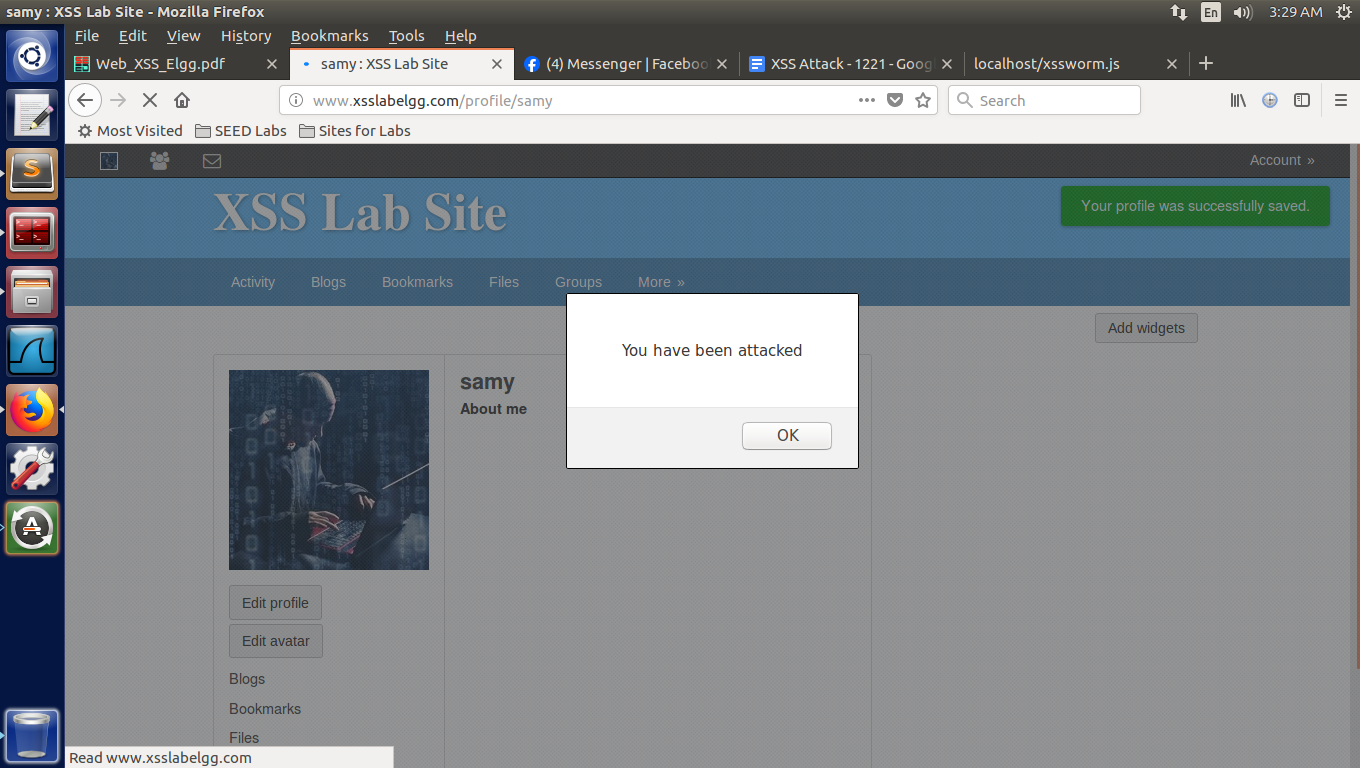 samy : XSS Lab Site - Mozilla Firefox
En
3:29 AM
File Edit View History Bookmarks Tools Help
Web_XSS_Elgg.pdf
samy : XSS Lab Site
(4) Messenger | Faceboo
XSS Attack - 1221 - Goog
localhost/xssworm.js
www.xsslabelgg.com/profile/samy
Search
Most Visited
SEED Labs
Sites for Labs
Account »
XSS Lab Site
Your profile was successfully saved.
Activity Blogs Bookmarks Files Groups More »
Add widgets
You have been attacked
OK
samy
About me
Edit profile
Edit avatar
Blogs
Bookmarks
Files
Read www.xsslabelgg.com